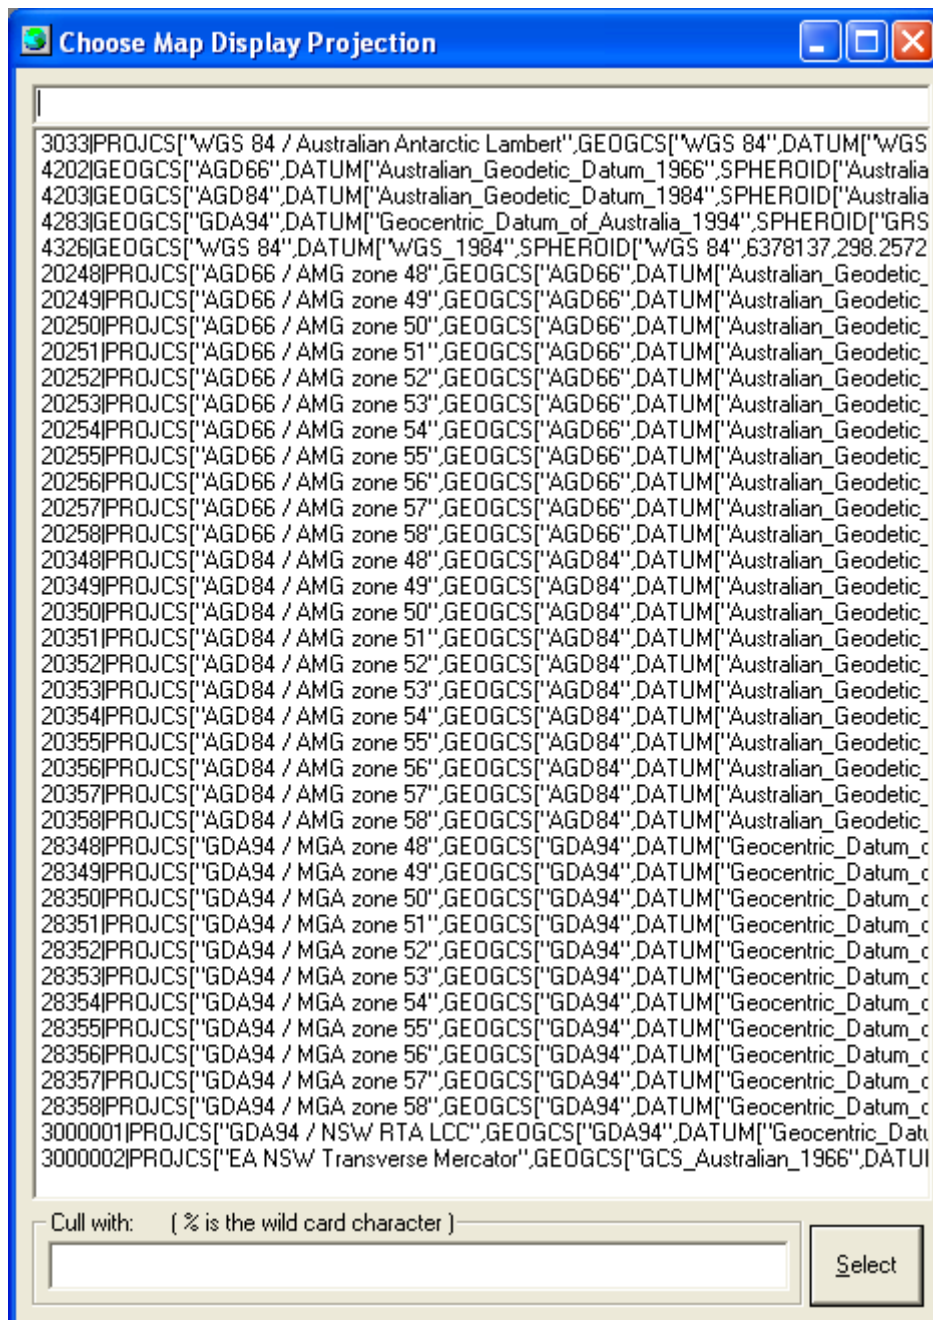 Choose Map Display Projection
3033|PROJCS["WGS 84 / Australian Antarctic Lambert",GEOGCS["WGS 84",DATUM["WGS
4202|GEOGCS["AGD66",DATUM["Australian_Geodetic_Datum_1966",SPHEROID["Australia
4203|GEOGCS["AGD84",DATUM["Australian_Geodetic_Datum_1984",SPHEROID["Australia
4283|GEOGCS["GDA94",DATUM["Geocentric_Datum_of_Australia_1994",SPHEROID["GRS
4326|GEOGCS["WGS 84",DATUM["WGS_1984",SPHEROID["WGS 84",6378137,298.2572
20248|PROJCS["AGD66 / AMG zone 48",GEOGCS["AGD66",DATUM["Australian_Geodetic_
20249|PROJCS["AGD66 / AMG zone 49",GEOGCS["AGD66",DATUM["Australian_Geodetic_
20250|PROJCS["AGD66 / AMG zone 50",GEOGCS["AGD66",DATUM["Australian_Geodetic_
20251|PROJCS["AGD66 / AMG zone 51",GEOGCS["AGD66",DATUM["Australian_Geodetic_
20252|PROJCS["AGD66 / AMG zone 52",GEOGCS["AGD66",DATUM["Australian_Geodetic_
20253|PROJCS["AGD66 / AMG zone 53",GEOGCS["AGD66",DATUM["Australian_Geodetic_
20254|PROJCS["AGD66 / AMG zone 54",GEOGCS["AGD66",DATUM["Australian_Geodetic_
20255|PROJCS["AGD66 / AMG zone 55",GEOGCS["AGD66",DATUM["Australian_Geodetic_
20256|PROJCS["AGD66 / AMG zone 56",GEOGCS["AGD66",DATUM["Australian_Geodetic_
20257|PROJCS["AGD66 / AMG zone 57",GEOGCS["AGD66",DATUM["Australian_Geodetic_
20258|PROJCS["AGD66 / AMG zone 58",GEOGCS["AGD66",DATUM["Australian_Geodetic_
20348|PROJCS["AGD84 / AMG zone 48",GEOGCS["AGD84",DATUM["Australian_Geodetic_
20349|PROJCS["AGD84 / AMG zone 49",GEOGCS["AGD84",DATUM["Australian_Geodetic_
20350|PROJCS["AGD84 / AMG zone 50",GEOGCS["AGD84",DATUM["Australian_Geodetic_
20351|PROJCS["AGD84 / AMG zone 51",GEOGCS["AGD84",DATUM["Australian_Geodetic_
20352|PROJCS["AGD84 / AMG zone 52",GEOGCS["AGD84",DATUM["Australian_Geodetic_
20353|PROJCS["AGD84 / AMG zone 53",GEOGCS["AGD84",DATUM["Australian_Geodetic_
20354|PROJCS["AGD84 / AMG zone 54",GEOGCS["AGD84",DATUM["Australian_Geodetic_
20355|PROJCS["AGD84 / AMG zone 55",GEOGCS["AGD84",DATUM["Australian_Geodetic_
20356|PROJCS["AGD84 / AMG zone 56",GEOGCS["AGD84",DATUM["Australian_Geodetic_
20357|PROJCS["AGD84 / AMG zone 57",GEOGCS["AGD84",DATUM["Australian_Geodetic_
20358|PROJCS["AGD84 / AMG zone 58",GEOGCS["AGD84",DATUM["Australian_Geodetic_
28348|PROJCS["GDA94 / MGA zone 48",GEOGCS["GDA94",DATUM["Geocentric_Datum_o
28349|PROJCS["GDA94 / MGA zone 49",GEOGCS["GDA94",DATUM["Geocentric_Datum_o
28350|PROJCS["GDA94 / MGA zone 50",GEOGCS["GDA94",DATUM["Geocentric_Datum_o
28351|PROJCS["GDA94 / MGA zone 51",GEOGCS["GDA94",DATUM["Geocentric_Datum_o
28352|PROJCS["GDA94 / MGA zone 52",GEOGCS["GDA94",DATUM["Geocentric_Datum_o
28353|PROJCS["GDA94 / MGA zone 53",GEOGCS["GDA94",DATUM["Geocentric_Datum_o
28354|PROJCS["GDA94 / MGA zone 54",GEOGCS["GDA94",DATUM["Geocentric_Datum_o
28355|PROJCS["GDA94 / MGA zone 55",GEOGCS["GDA94",DATUM["Geocentric_Datum_o
28356|PROJCS["GDA94 / MGA zone 56",GEOGCS["GDA94",DATUM["Geocentric_Datum_o
28357|PROJCS["GDA94 / MGA zone 57",GEOGCS["GDA94",DATUM["Geocentric_Datum_o
28358|PROJCS["GDA94 / MGA zone 58",GEOGCS["GDA94",DATUM["Geocentric_Datum_o
3000001|PROJCS["GDA94 / NSW RTA LCC",GEOGCS["GDA94",DATUM["Geocentric_Datu
3000002|PROJCS["EA NSW Transverse Mercator",GEOGCS["GCS_Australian_1966",DATU
Cull with: ( % is the wild card character )
Select